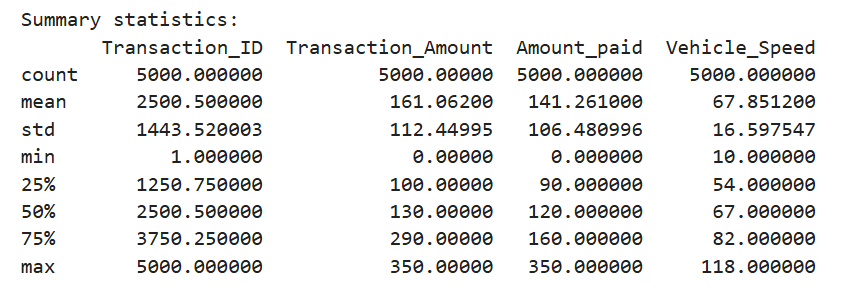 Summary statistics:
Transaction_ID Transaction_Amount Amount_paid Vehicle_Speed
count 5000.000000 5000.00000 5000.000000 5000.000000
mean 2500.500000 161.06200 141.261000 67.851200
std 1443.520003 112.44995 106.480996 16.597547
min 1.000000 0.00000 0.000000 10.000000
25% 1250.750000 100.00000 90.000000 54.000000
50% 2500.500000 130.00000 120.000000 67.000000
75% 3750.250000 290.00000 160.000000 82.000000
max 5000.000000 350.00000 350.000000 118.000000